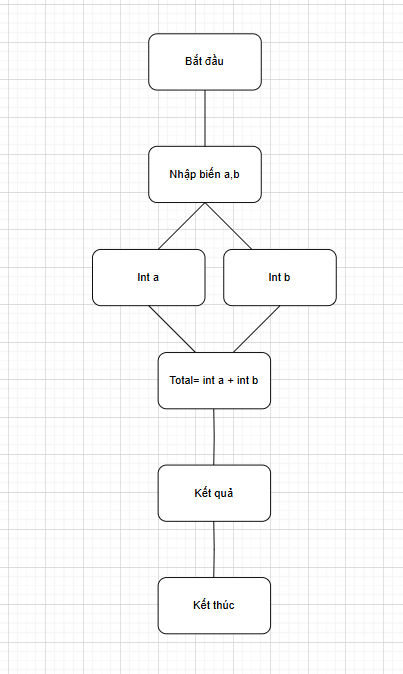 Bắt đầu
Nhập biến a,b
Int a
Int b
Total= int a + int b
Kết quả
Kết thúc